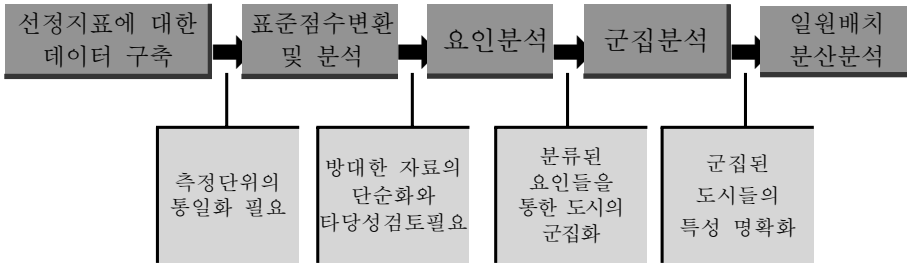 선정지표에 대한
데이터 구축
표준점수변환
및 분석
요인분석
군집분석
일원배치
분산분석
측정단위의
통일화 필요
방대한 자료의
단순화와
타당성검토필요
분류된
요인들을
통한 도시의
군집화
군집된
도시들의
특성 명확화